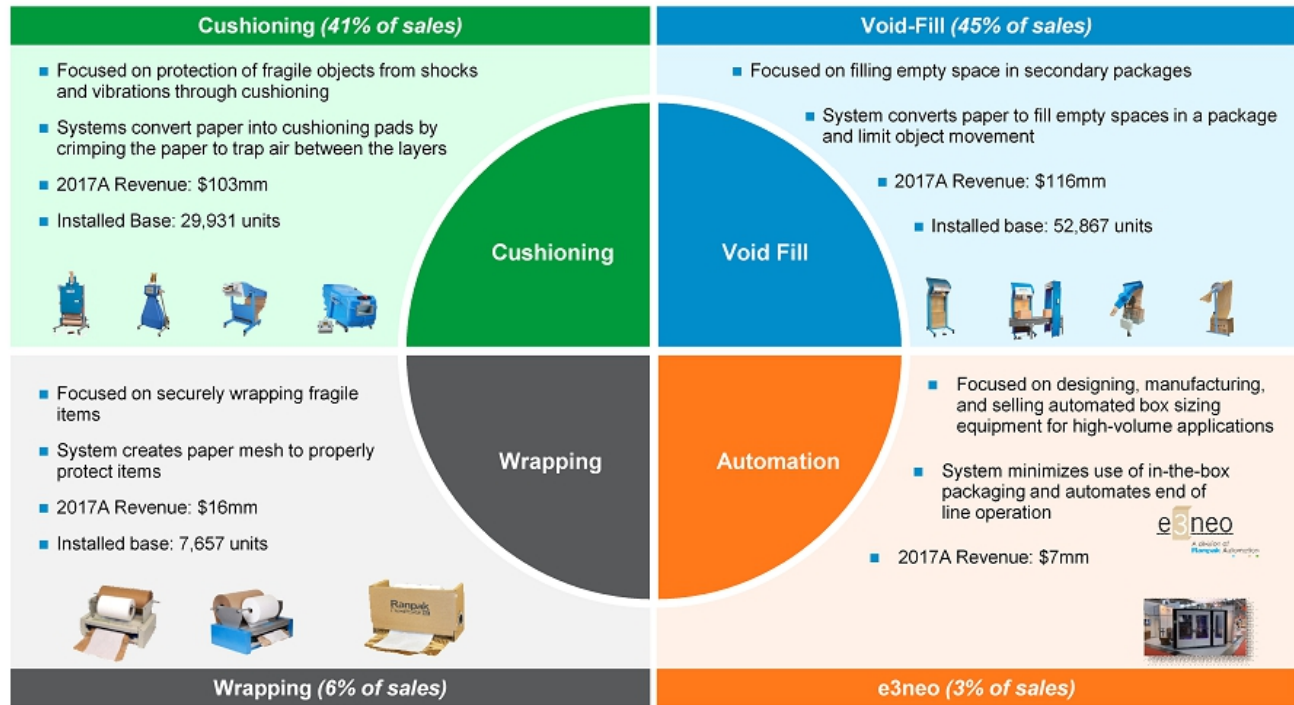 Cushioning (41% of sales)
■ Focused on protection of fragile objects from shocks
and vibrations through cushioning
■ Systems convert paper into cushioning pads by
crimping the paper to trap air between the layers
■ 2017A Revenue: $103mm
■ Installed Base: 29,931 units
Cushioning
Void-Fill (45% of sales)
■ Focused on filling empty space in secondary packages
■ System converts paper to fill empty spaces in a package
and limit object movement
■ 2017A Revenue: $116mm
■ Installed base: 52,867 units
Void Fill
■ Focused on securely wrapping fragile
items
■ System creates paper mesh to properly
protect items
■ 2017A Revenue: $16mm
■ Installed base: 7,657 units
Ranpak
Wrapping
Wrapping (6% of sales)
Automation
■ Focused on designing, manufacturing,
and selling automated box sizing
equipment for high-volume applications
■ System minimizes use of in-the-box
packaging and automates end of
line operation
e3neo
A division of
Ranpak Automation
■ 2017A Revenue: $7mm
e3neo (3% of sales)